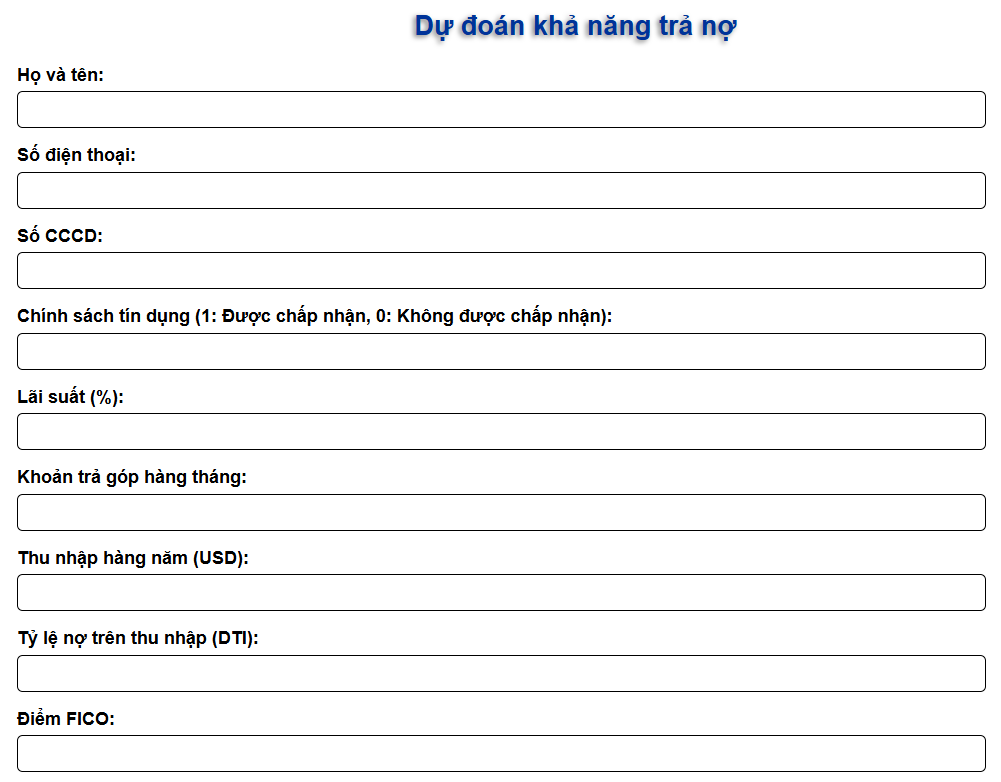 Dự đoán khả năng trả nợ
Họ và tên:
Số điện thoại:
Số CCCD:
Chính sách tín dụng (1: Được chấp nhận, 0: Không được chấp nhận):
Lãi suất (%):
Khoản trả góp hàng tháng:
Thu nhập hàng năm (USD):
Tỷ lệ nợ trên thu nhập (DTI):
Điểm FICO: